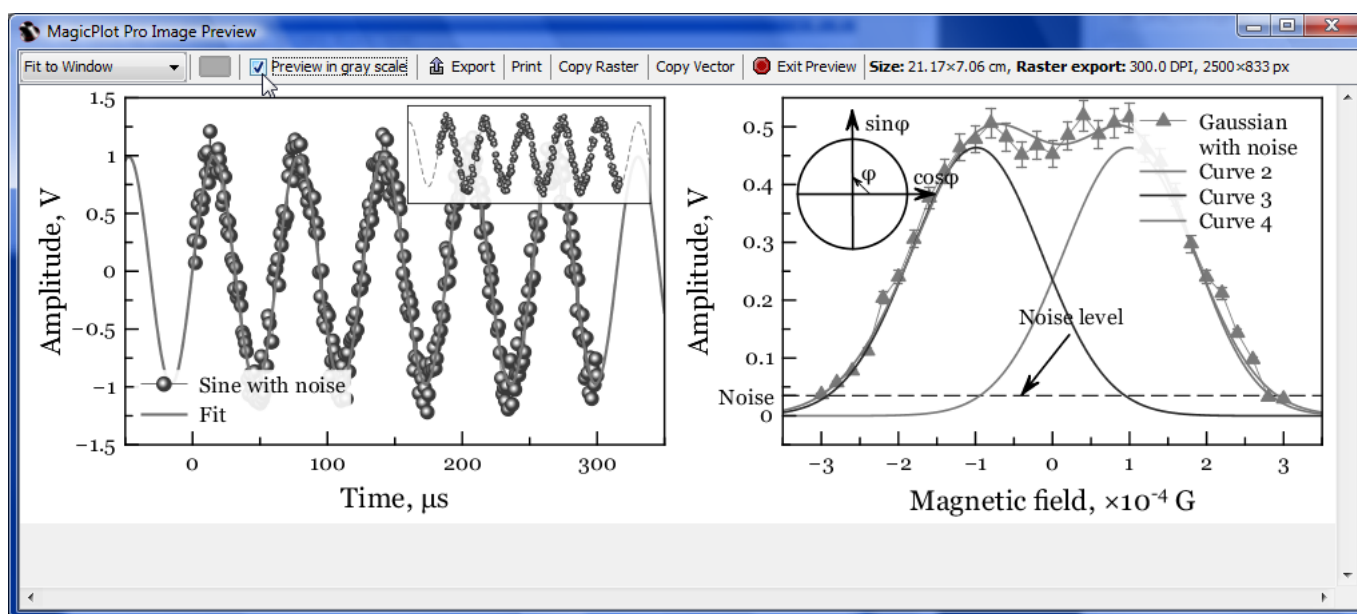 MagicPlot Pro Image Preview
Fit to Window Preview in gray scale Export Print Copy Raster Copy Vector Exit Preview Size: 21.17×7.06 cm, Raster export: 300.0 DPI, 2500×833 px
1.5
1
0.5
0
−0.5
−1
−1.5
Amplitude, V
Sine with noise
Fit
0 100 200 300
Time, µs
0.5
0.4
0.3
0.2
0.1
Noise
0
Amplitude, V
sinφ
cosφ
φ
Gaussian
with noise
Curve 2
Curve 3
Curve 4
Noise level
−3 −2 −1 0 1 2 3
Magnetic field, ×10⁻⁴ G